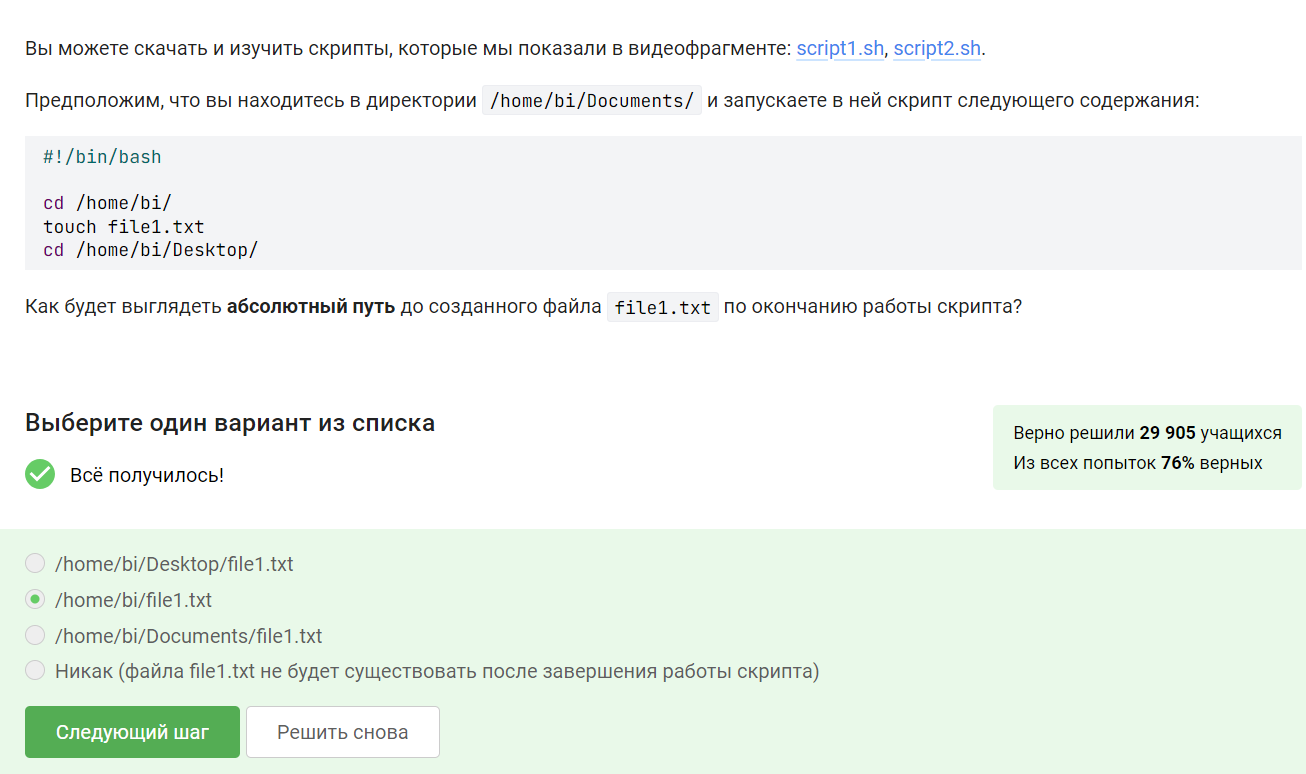 Вы можете скачать и изучить скрипты, которые мы показали в видеофрагменте: script1.sh, script2.sh.
Предположим, что вы находитесь в директории /home/bi/Documents/ и запускаете в ней скрипт следующего содержания:
#!/bin/bash
cd /home/bi/
touch file1.txt
cd /home/bi/Desktop/
Как будет выглядеть абсолютный путь до созданного файла file1.txt по окончанию работы скрипта?
Выберите один вариант из списка
Верно решили 29 905 учащихся
Из всех попыток 76% верных
Всё получилось!
/home/bi/Desktop/file1.txt
/home/bi/file1.txt
/home/bi/Documents/file1.txt
Никак (файла file1.txt не будет существовать после завершения работы скрипта)
Следующий шаг
Решить снова